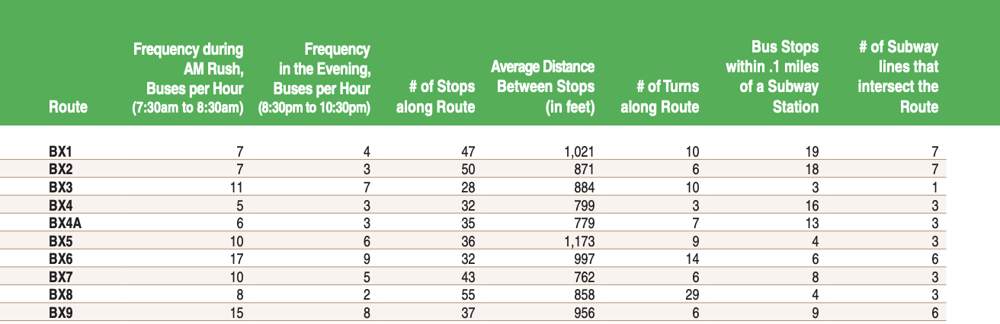 Route
Frequency during
AM Rush,
Buses per Hour
(7:30am to 8:30am)
Frequency
in the Evening,
Buses per Hour
(8:30pm to 10:30pm)
# of Stops
along Route
Average Distance
Between Stops
(in feet)
# of Turns
along Route
Bus Stops
within .1 miles
of a Subway
Station
# of Subway
lines that
intersect the
Route
BX1 7 4 47 1,021 10 19 7
BX2 7 3 50 871 6 18 7
BX3 11 7 28 884 10 3 1
BX4 5 3 32 799 3 16 3
BX4A 6 3 35 779 7 13 3
BX5 10 6 36 1,173 9 4 3
BX6 17 9 32 997 14 6 6
BX7 10 5 43 762 6 8 3
BX8 8 2 55 858 29 4 3
BX9 15 8 37 956 6 9 6